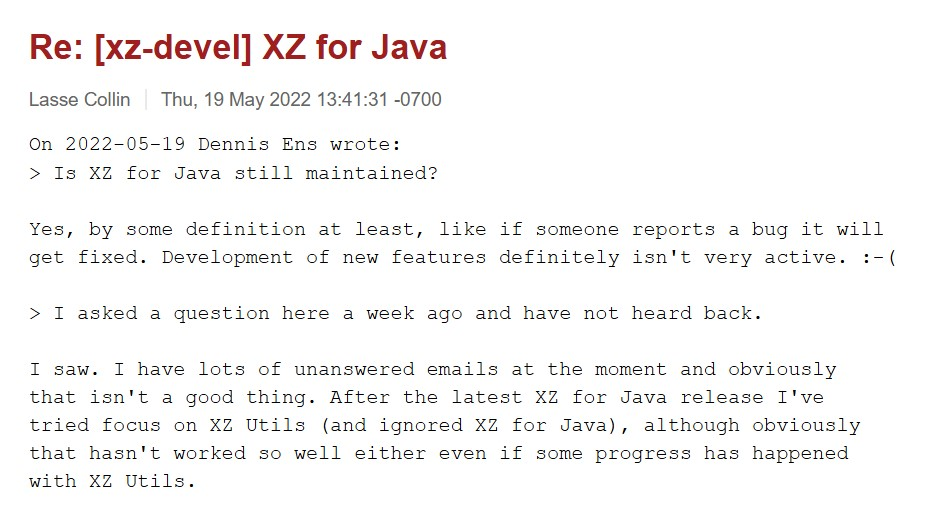 Re: [xz-devel] XZ for Java
Lasse Collin Thu, 19 May 2022 13:41:31 -0700
On 2022-05-19 Dennis Ens wrote:
> Is XZ for Java still maintained?
Yes, by some definition at least, like if someone reports a bug it will
get fixed. Development of new features definitely isn't very active. :-(
> I asked a question here a week ago and have not heard back.
I saw. I have lots of unanswered emails at the moment and obviously
that isn't a good thing. After the latest XZ for Java release I've
tried focus on XZ Utils (and ignored XZ for Java), although obviously
that hasn't worked so well either even if some progress has happened
with XZ Utils.